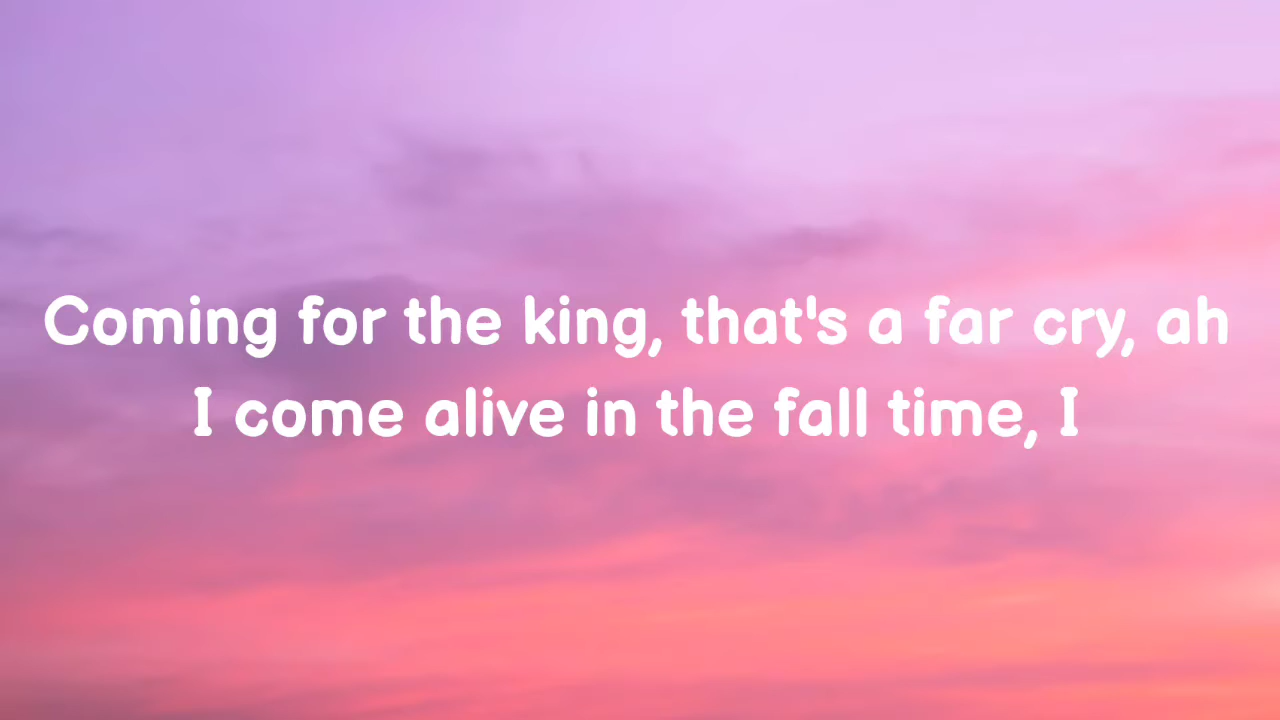 Coming for the king, that's a far cry, ah
I come alive in the fall time, I